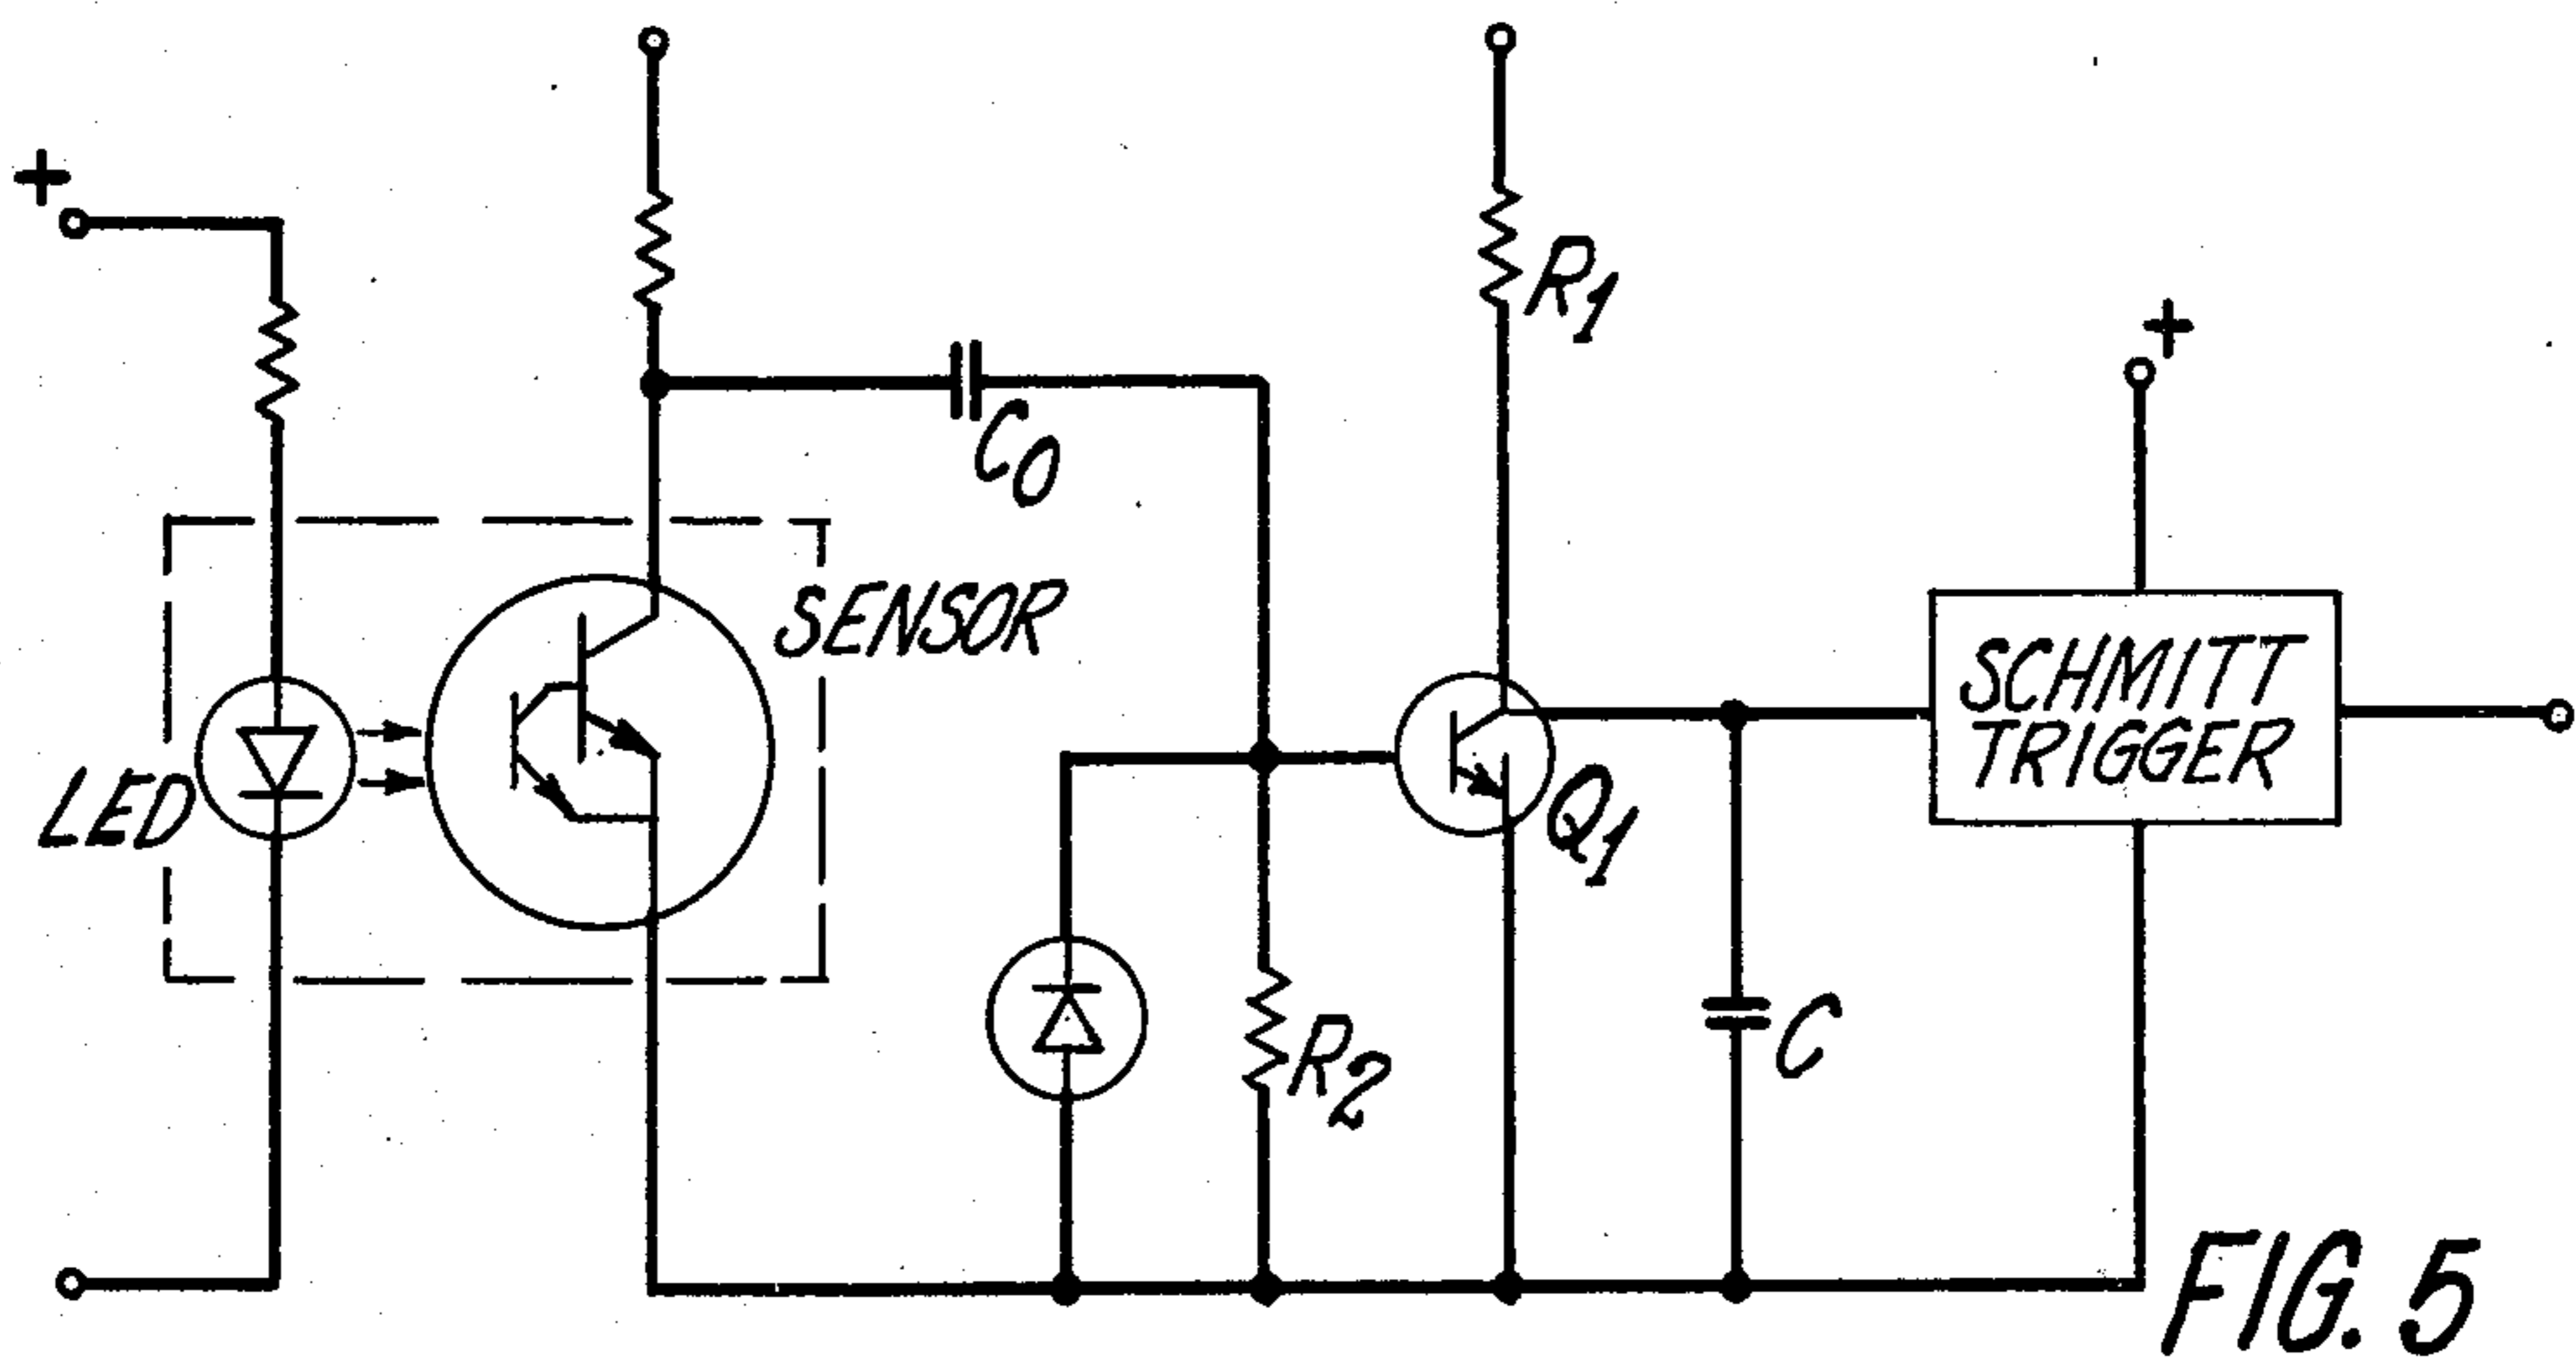 +
R1
+
C0
SENSOR
SCHMITT
TRIGGER
LED
Q1
R2
C
FIG. 5